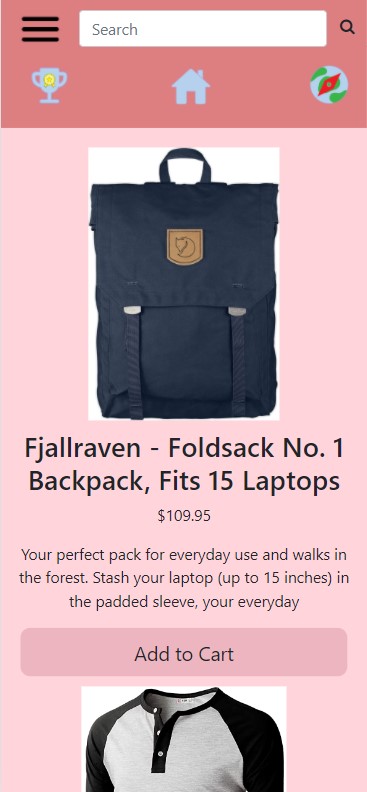 Search
Fjallraven - Foldsack No. 1
Backpack, Fits 15 Laptops
$109.95
Your perfect pack for everyday use and walks in
the forest. Stash your laptop (up to 15 inches) in
the padded sleeve, your everyday
Add to Cart